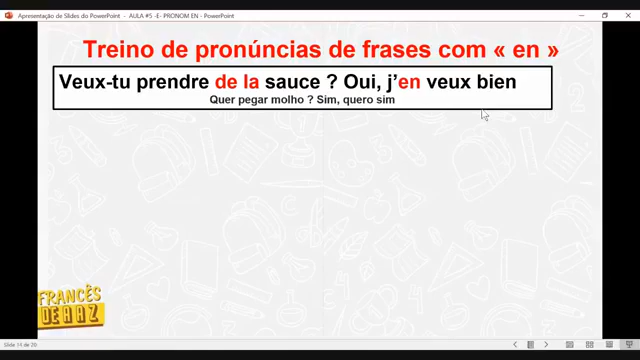 Apresentação de Slides do PowerPoint - AULA #5 -E- PRONOM EN - PowerPoint
Treino de pronúncias de frases com « en »
Veux-tu prendre de la sauce ? Oui, j'en veux bien
Quer pegar molho ? Sim, quero sim
FRANCÊS
DE A A Z
Slide 14 de 20